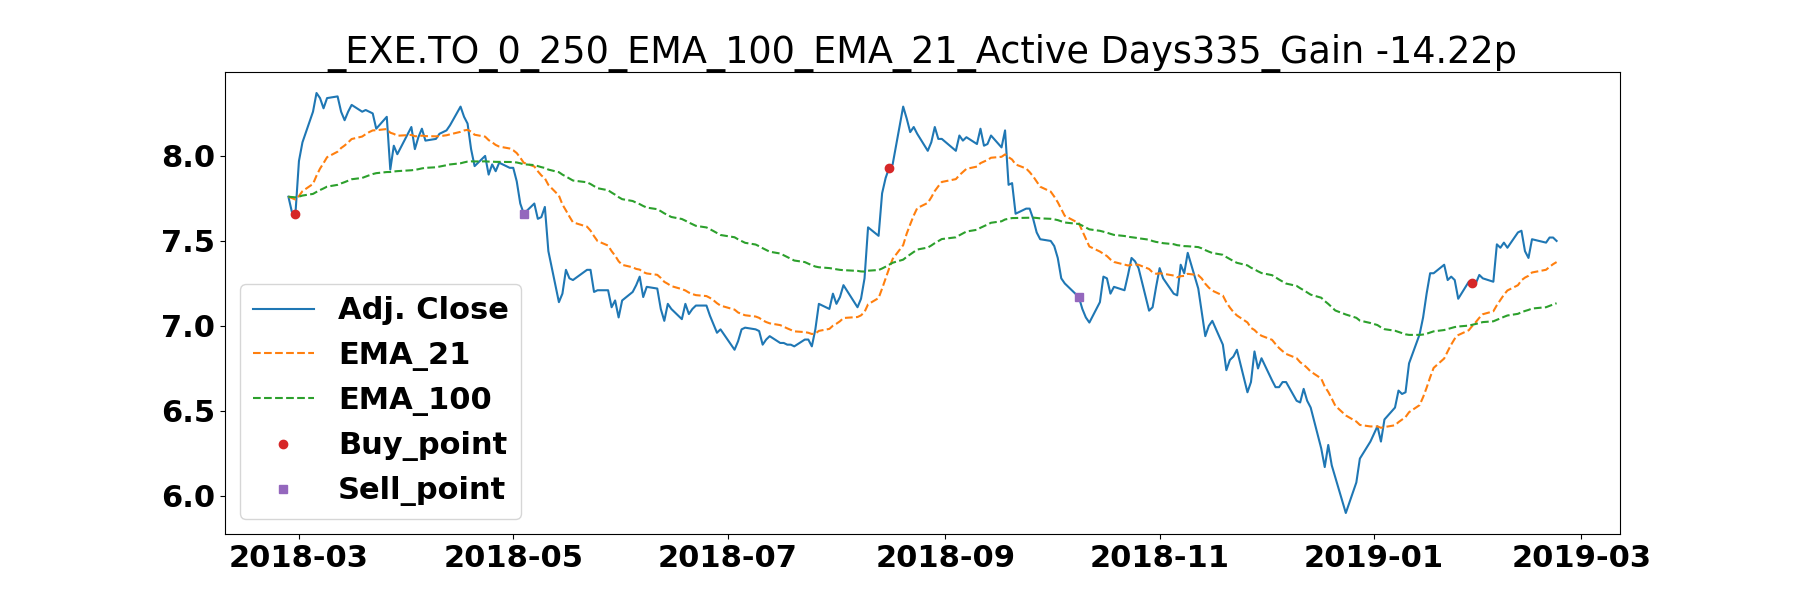 _EXE.TO_0_250_EMA_100_EMA_21_Active Days335_Gain -14.22p
8.0
7.5
7.0
6.5
6.0
Adj. Close
EMA_21
EMA_100
Buy_point
Sell_point
2018-03 2018-05 2018-07 2018-09 2018-11 2019-01 2019-03